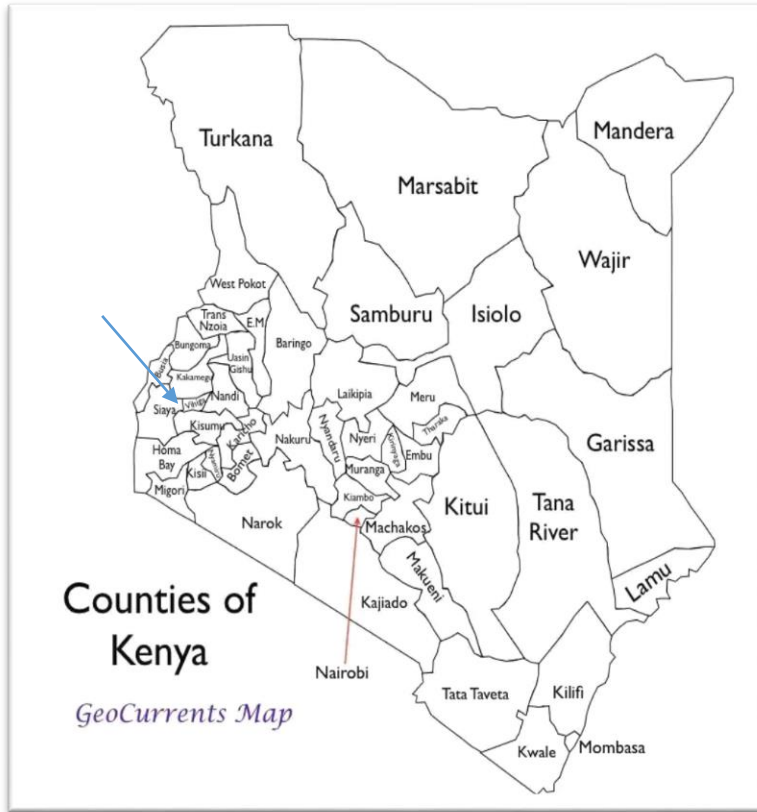 Turkana
Marsabit
Mandera
Wajir
West Pokot
Samburu
Isiolo
Trans
Nzoia
E.M.
Baringo
Bungoma
Uasin
Gishu
Busia
Kakamega
Nandi
Laikipia
Meru
Siaya
Vihiga
Kisumu
Kericho
Nakuru
Nyandaru
Nyeri
Kirinyaga
Tharaka
Embu
Garissa
Homa
Bay
Kisii
Bomet
Muranga
Migori
Kiambo
Kitui
Tana
River
Narok
Machakos
Makueni
Lamu
Kajiado
Counties of
Kenya
Nairobi
GeoCurrents Map
Tata Taveta
Kilifi
Kwale
Mombasa